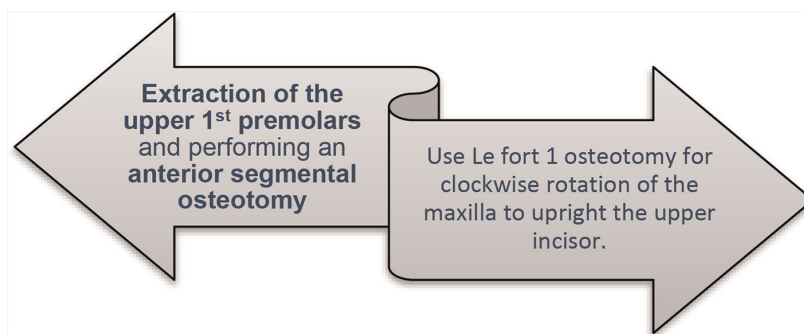 Extraction of the
upper 1st premolars
and performing an
anterior segmental
osteotomy
Use Le fort 1 osteotomy for
clockwise rotation of the
maxilla to upright the upper
incisor.